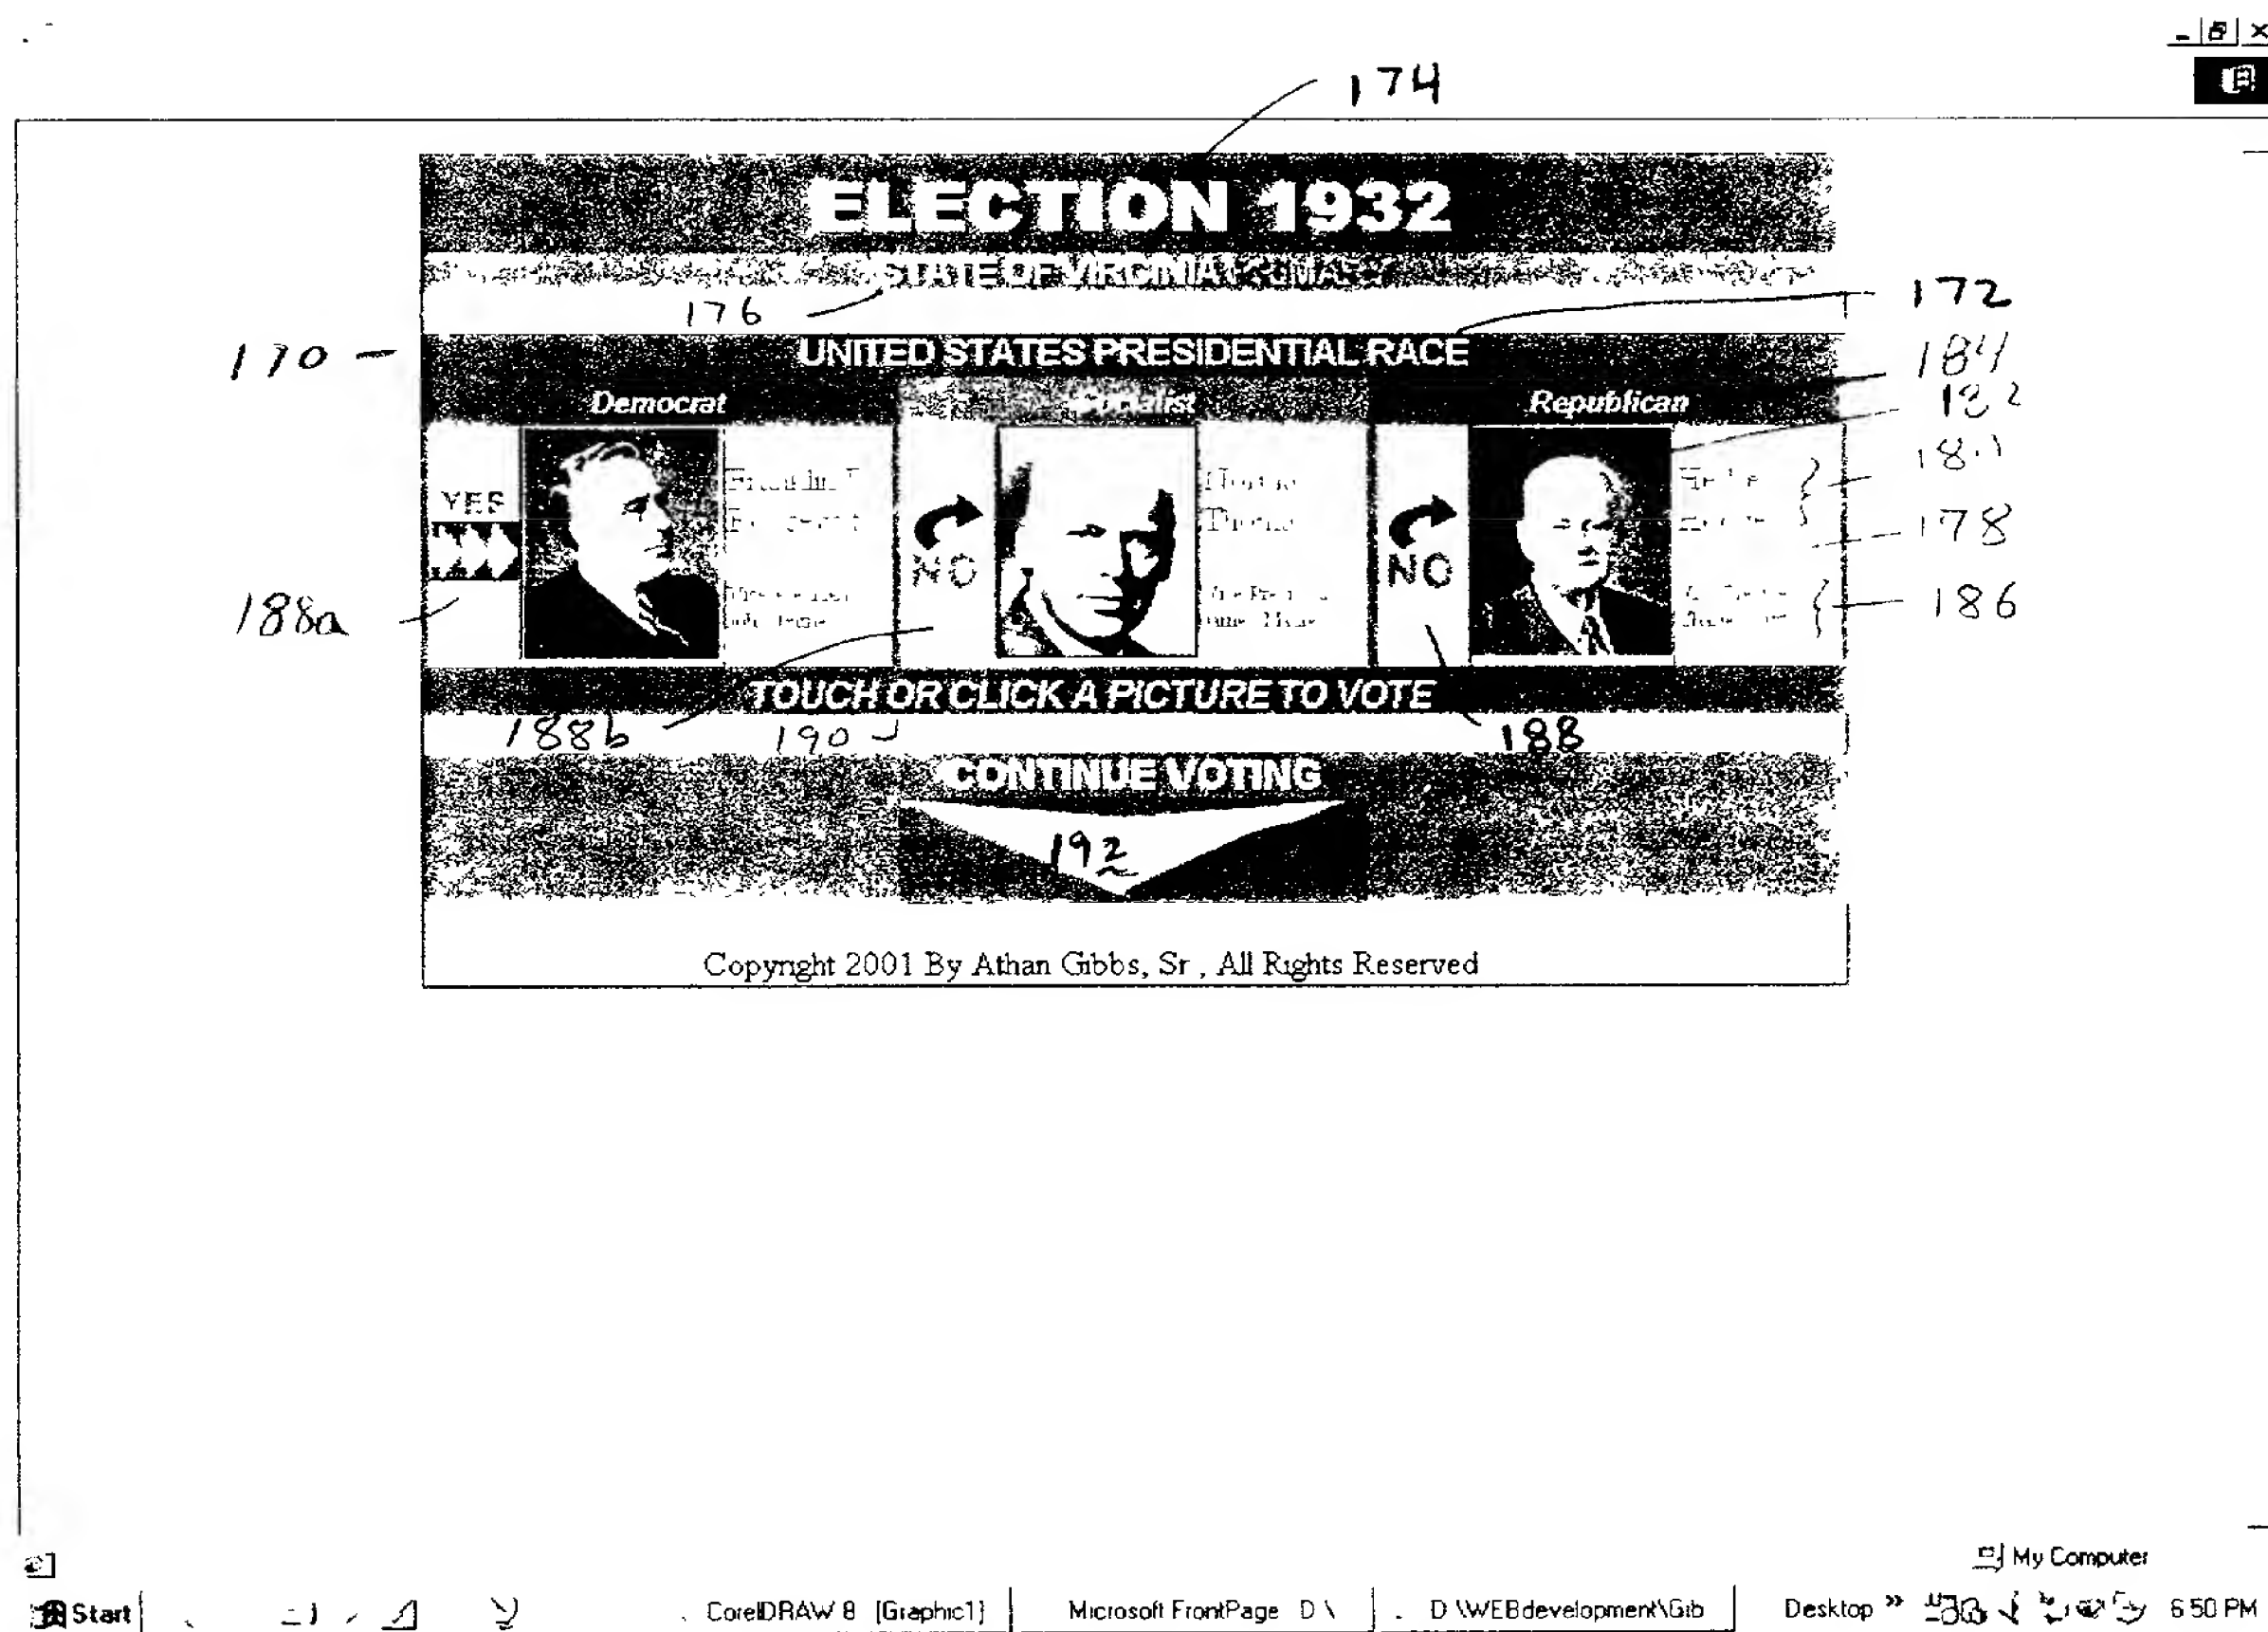 174
ELECTION 1932
STATE OF VIRGINIA
176
172
170
UNITED STATES PRESIDENTIAL RACE
184
Democrat
Socialist
Republican
182
YES
NO
NO
178
188a
186
TOUCH OR CLICK A PICTURE TO VOTE
188b
190
188
CONTINUE VOTING
192
Copyright 2001 By Athan Gibbs, Sr , All Rights Reserved
My Computer
Start
CorelDRAW 8 [Graphic1]
Microsoft FrontPage D \
D \WEBdevelopment\Gib
Desktop »
6 50 PM